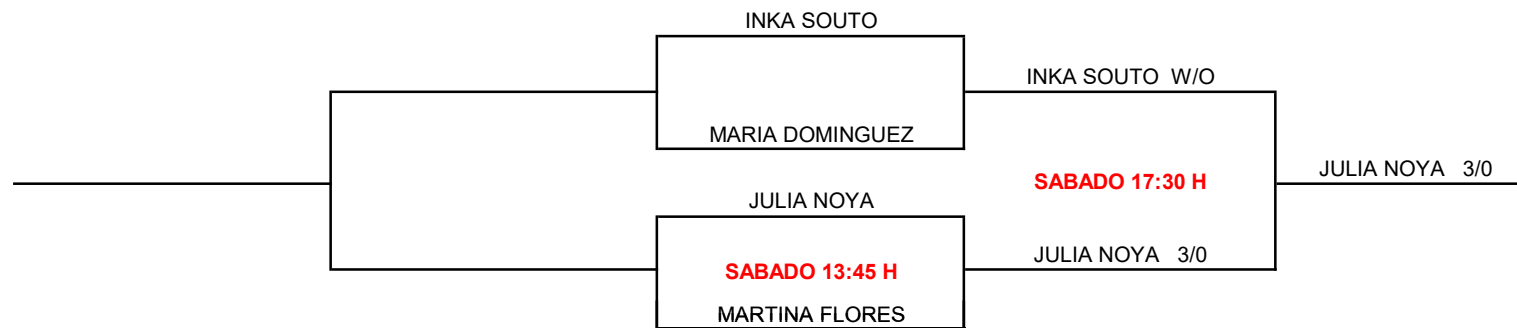 INKA SOUTO
INKA SOUTO W/O
MARIA DOMINGUEZ
SABADO 17:30 H
JULIA NOYA 3/0
JULIA NOYA
SABADO 13:45 H
JULIA NOYA 3/0
MARTINA FLORES